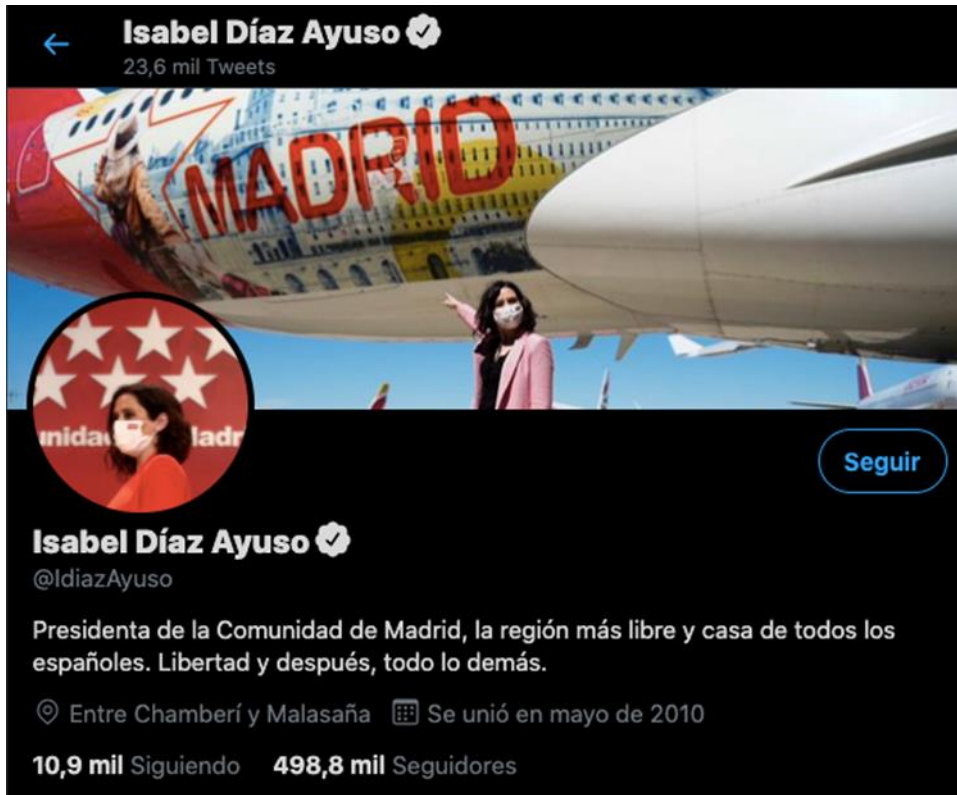 Isabel Díaz Ayuso
23,6 mil Tweets
MADRID
Isabel Díaz Ayuso
@IdiazAyuso
Seguir
Presidenta de la Comunidad de Madrid, la región más libre y casa de todos los
españoles. Libertad y después, todo lo demás.
Entre Chamberí y Malasaña Se unió en mayo de 2010
10,9 mil Siguiendo 498,8 mil Seguidores